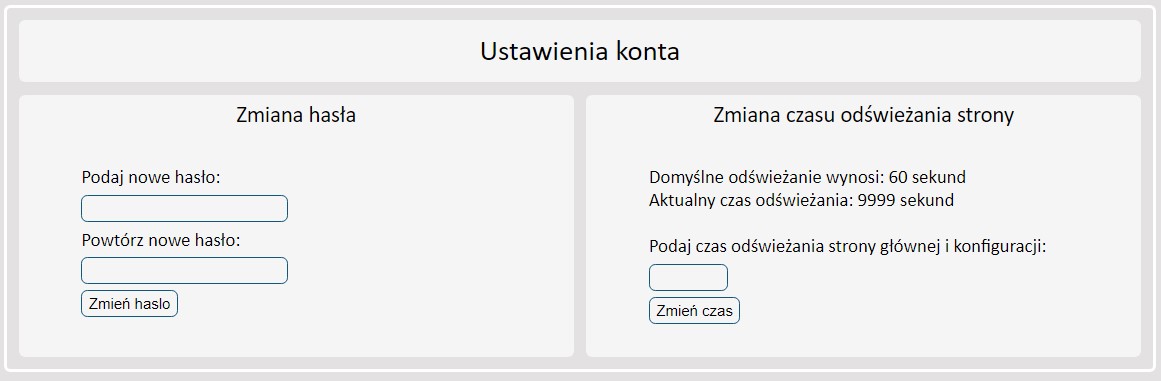 Ustawienia konta
Zmiana hasła
Podaj nowe hasło:
Powtórz nowe hasło:
Zmień haslo
Zmiana czasu odświeżania strony
Domyślne odświeżanie wynosi: 60 sekund
Aktualny czas odświeżania: 9999 sekund
Podaj czas odświeżania strony głównej i konfiguracji:
Zmień czas